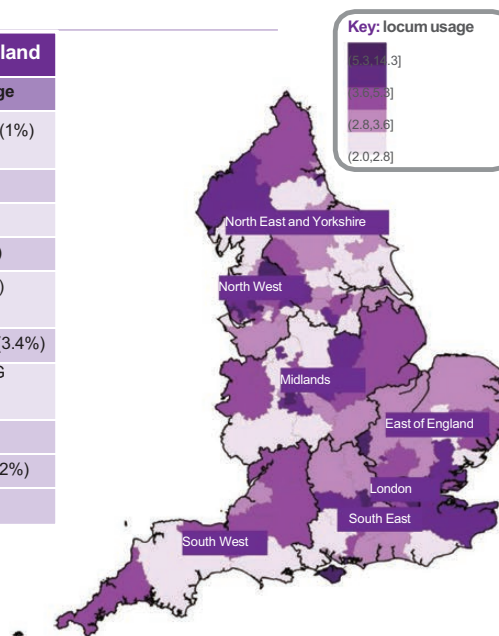 Key: locum usage
(5.3,14.3]
(3.6,5.3]
(2.8,3.6]
(2.0,2.8]
land
ge
(1%)
)
)
(3.4%)
G
2%)
North East and Yorkshire
North West
Midlands
East of England
London
South East
South West